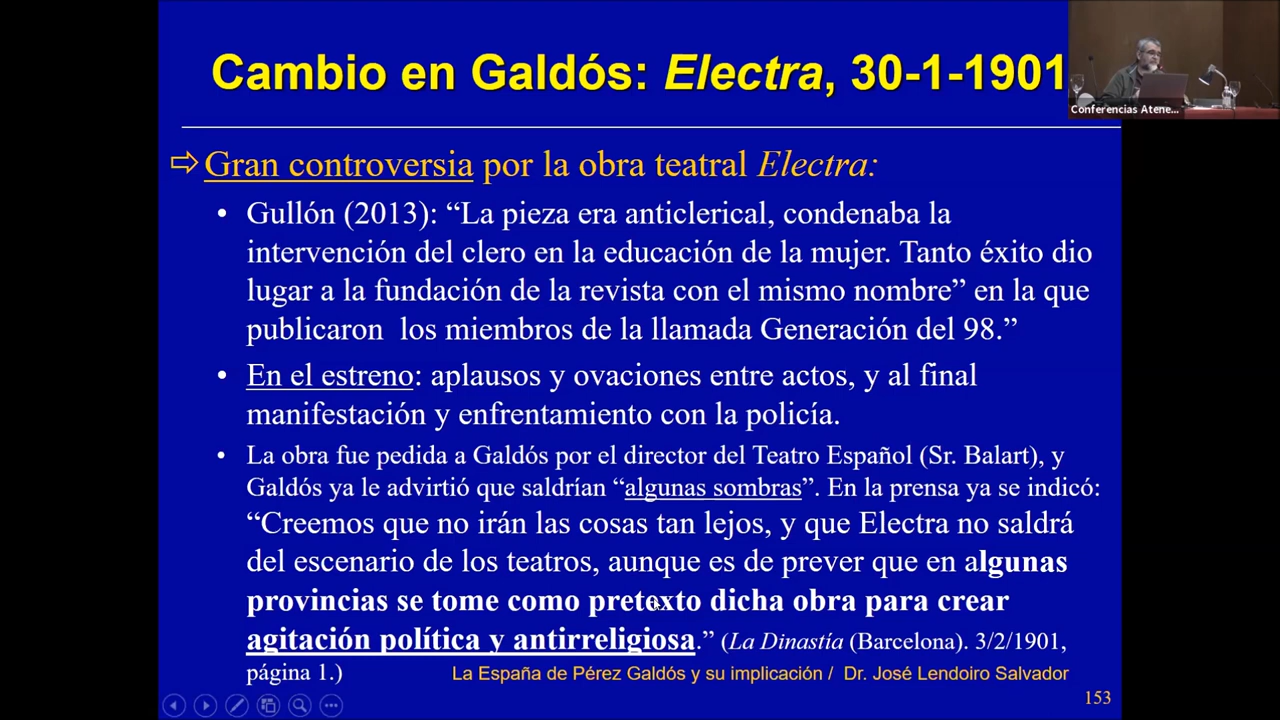 Cambio en Galdós: Electra, 30-1-1901
Conferencias Atene...
⇨Gran controversia por la obra teatral Electra:
• Gullón (2013): “La pieza era anticlerical, condenaba la
intervención del clero en la educación de la mujer. Tanto éxito dio
lugar a la fundación de la revista con el mismo nombre” en la que
publicaron los miembros de la llamada Generación del 98.”
• En el estreno: aplausos y ovaciones entre actos, y al final
manifestación y enfrentamiento con la policía.
• La obra fue pedida a Galdós por el director del Teatro Español (Sr. Balart), y
Galdós ya le advirtió que saldrían “algunas sombras”. En la prensa ya se indicó:
“Creemos que no irán las cosas tan lejos, y que Electra no saldrá
del escenario de los teatros, aunque es de prever que en algunas
provincias se tome como pretexto dicha obra para crear
agitación política y antirreligiosa.” (La Dinastía (Barcelona). 3/2/1901,
página 1.)
La España de Pérez Galdós y su implicación / Dr. José Lendoiro Salvador
153